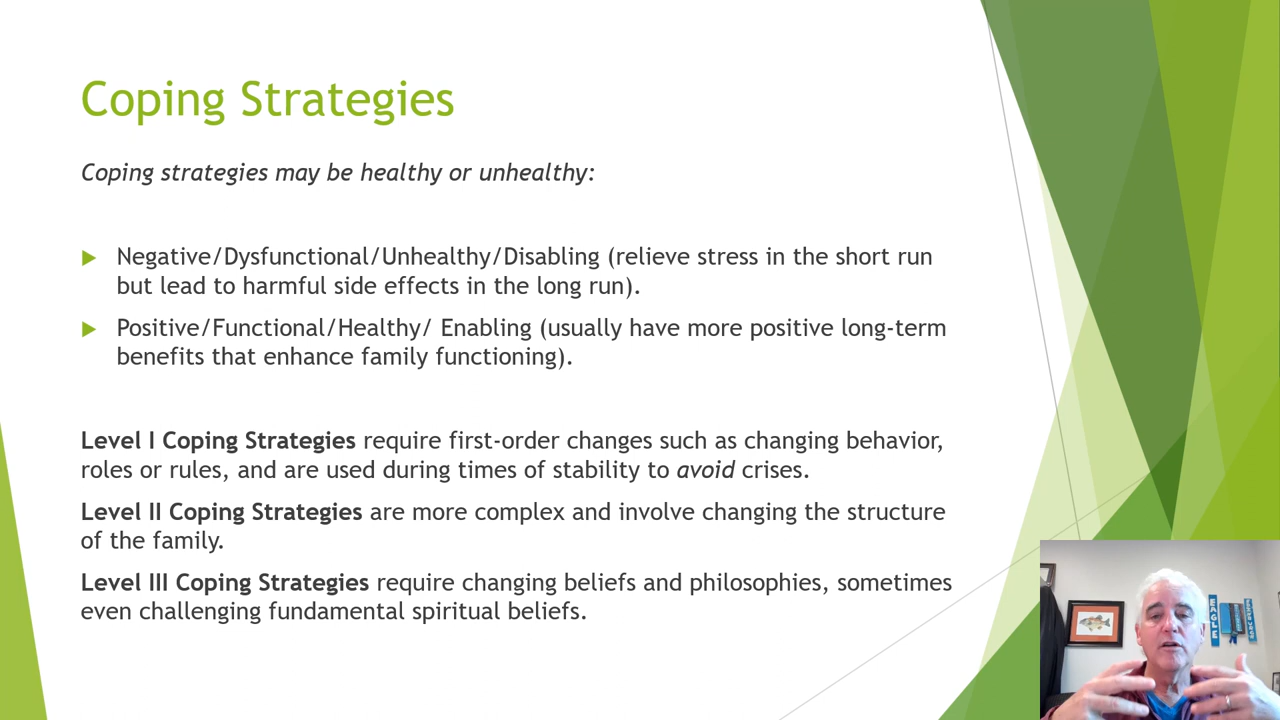 Coping Strategies
Coping strategies may be healthy or unhealthy:
Negative/Dysfunctional/Unhealthy/Disabling (relieve stress in the short run
but lead to harmful side effects in the long run).
Positive/Functional/Healthy/ Enabling (usually have more positive long-term
benefits that enhance family functioning).
Level I Coping Strategies require first-order changes such as changing behavior,
roles or rules, and are used during times of stability to avoid crises.
Level II Coping Strategies are more complex and involve changing the structure
of the family.
Level III Coping Strategies require changing beliefs and philosophies, sometimes
even challenging fundamental spiritual beliefs.
EAGLE